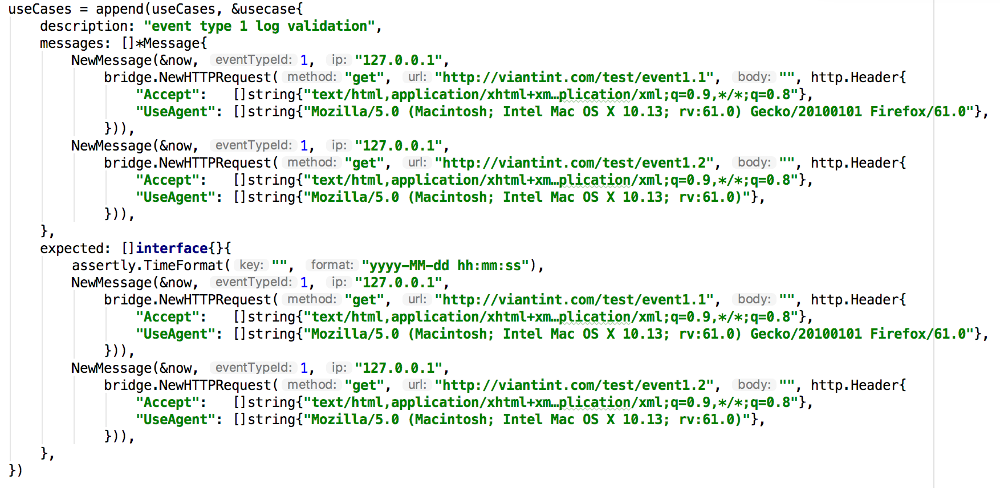 useCases = append(useCases, &usecase{
    description: "event type 1 log validation",
    messages: []*Message{
        NewMessage(&now, eventTypeId: 1, ip: "127.0.0.1",
            bridge.NewHTTPRequest( method: "get", url: "http://viantint.com/test/event1.1", body: "", http.Header{
                "Accept":   []string{"text/html,application/xhtml+xm…plication/xml;q=0.9,*/*;q=0.8"},
                "UseAgent": []string{"Mozilla/5.0 (Macintosh; Intel Mac OS X 10.13; rv:61.0) Gecko/20100101 Firefox/61.0"},
            })),
        NewMessage(&now, eventTypeId: 1, ip: "127.0.0.1",
            bridge.NewHTTPRequest( method: "get", url: "http://viantint.com/test/event1.2", body: "", http.Header{
                "Accept":   []string{"text/html,application/xhtml+xm…plication/xml;q=0.9,*/*;q=0.8"},
                "UseAgent": []string{"Mozilla/5.0 (Macintosh; Intel Mac OS X 10.13; rv:61.0)"},
            })),
    },
    expected: []interface{}{
        assertly.TimeFormat( key: "", format: "yyyy-MM-dd hh:mm:ss"),
        NewMessage(&now, eventTypeId: 1, ip: "127.0.0.1",
            bridge.NewHTTPRequest( method: "get", url: "http://viantint.com/test/event1.1", body: "", http.Header{
                "Accept":   []string{"text/html,application/xhtml+xm…plication/xml;q=0.9,*/*;q=0.8"},
                "UseAgent": []string{"Mozilla/5.0 (Macintosh; Intel Mac OS X 10.13; rv:61.0) Gecko/20100101 Firefox/61.0"},
            })),
        NewMessage(&now, eventTypeId: 1, ip: "127.0.0.1",
            bridge.NewHTTPRequest( method: "get", url: "http://viantint.com/test/event1.2", body: "", http.Header{
                "Accept":   []string{"text/html,application/xhtml+xm…plication/xml;q=0.9,*/*;q=0.8"},
                "UseAgent": []string{"Mozilla/5.0 (Macintosh; Intel Mac OS X 10.13; rv:61.0)"},
            })),
    },
})